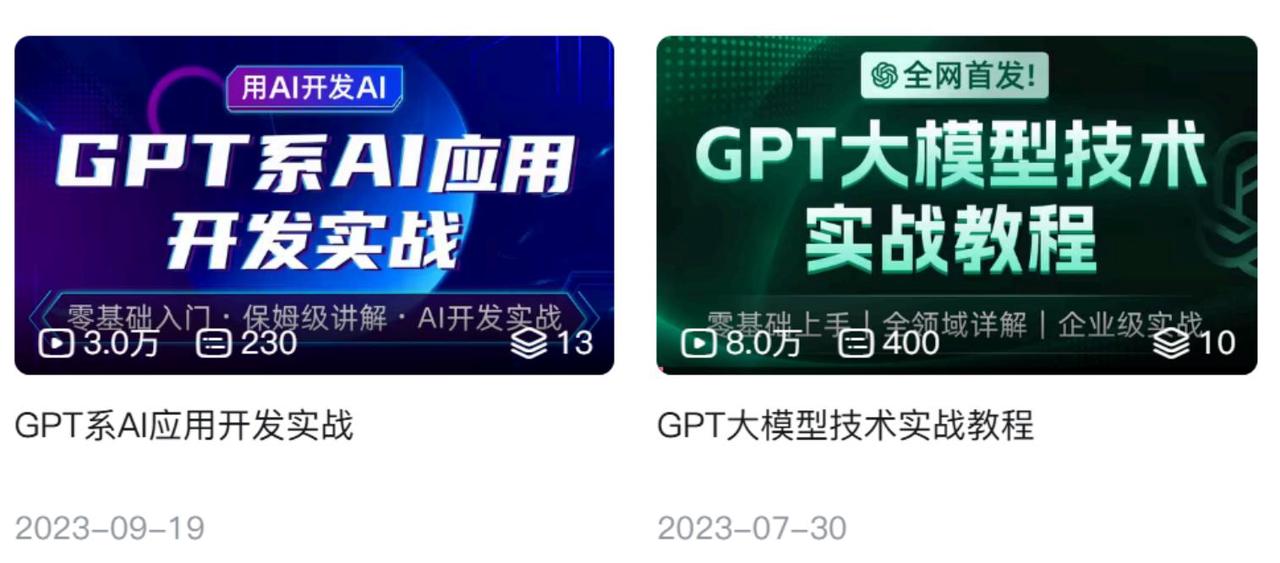 用AI开发AI
GPT系AI应用
开发实战
零基础入门·保姆级讲解·AI开发实战
3.0万 230 13
GPT系AI应用开发实战
2023-09-19
全网首发!
GPT大模型技术
实战教程
零基础上手|全领域详解|企业级实战
8.0万 400 10
GPT大模型技术实战教程
2023-07-30